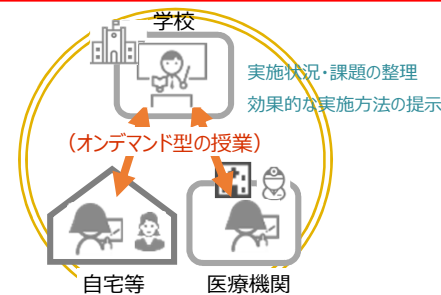 学校
実施状況・課題の整理
効果的な実施方法の提示
（オンデマンド型の授業）
自宅等
医療機関